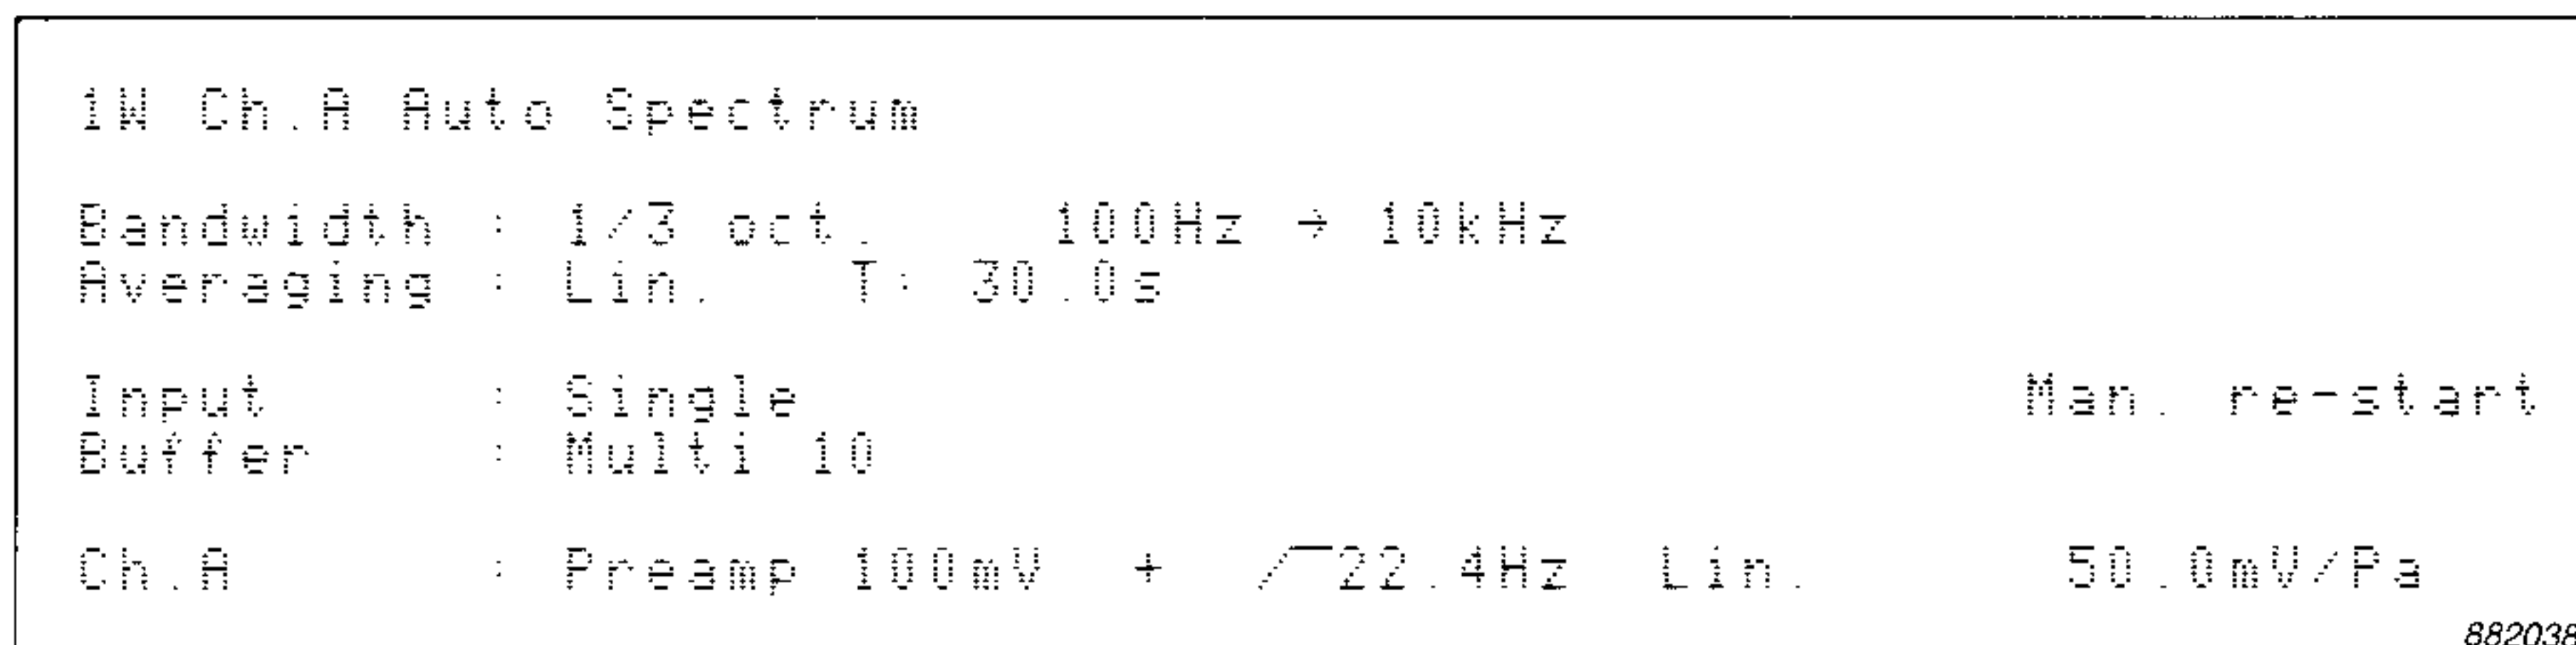 1W Ch.A Auto Spectrum
Bandwidth : 1/3 oct. 100Hz → 10kHz
Averaging : Lin. T: 30.0s
Input : Single Man. re-start
Buffer : Multi 10
Ch.A : Preamp 100mV + /‾22.4Hz Lin. 50.0mV/Pa
882038